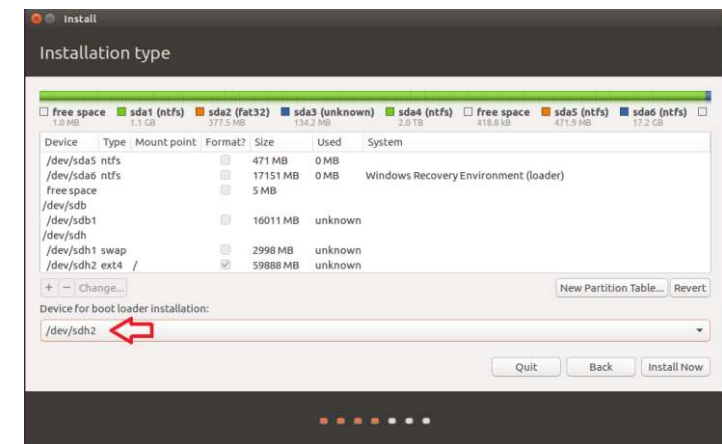 Install
Installation type
free space sda1 (ntfs) sda2 (fat32) sda3 (unknown) sda4 (ntfs) free space sda5 (ntfs) sda6 (ntfs)
1.0 MB 1.1 GB 377.5 MB 134.2 MB 2.0 TB 418.8 kB 471.9 MB 17.2 GB
Device Type Mount point Format? Size Used System
/dev/sda5 ntfs 471 MB 0 MB
/dev/sda6 ntfs 17151 MB 0 MB Windows Recovery Environment (loader)
free space 5 MB
/dev/sdb
/dev/sdb1 16011 MB unknown
/dev/sdh
/dev/sdh1 swap 2998 MB unknown
/dev/sdh2 ext4 / 59888 MB unknown
+ - Change... New Partition Table... Revert
Device for boot loader installation:
/dev/sdh2
Quit Back Install Now